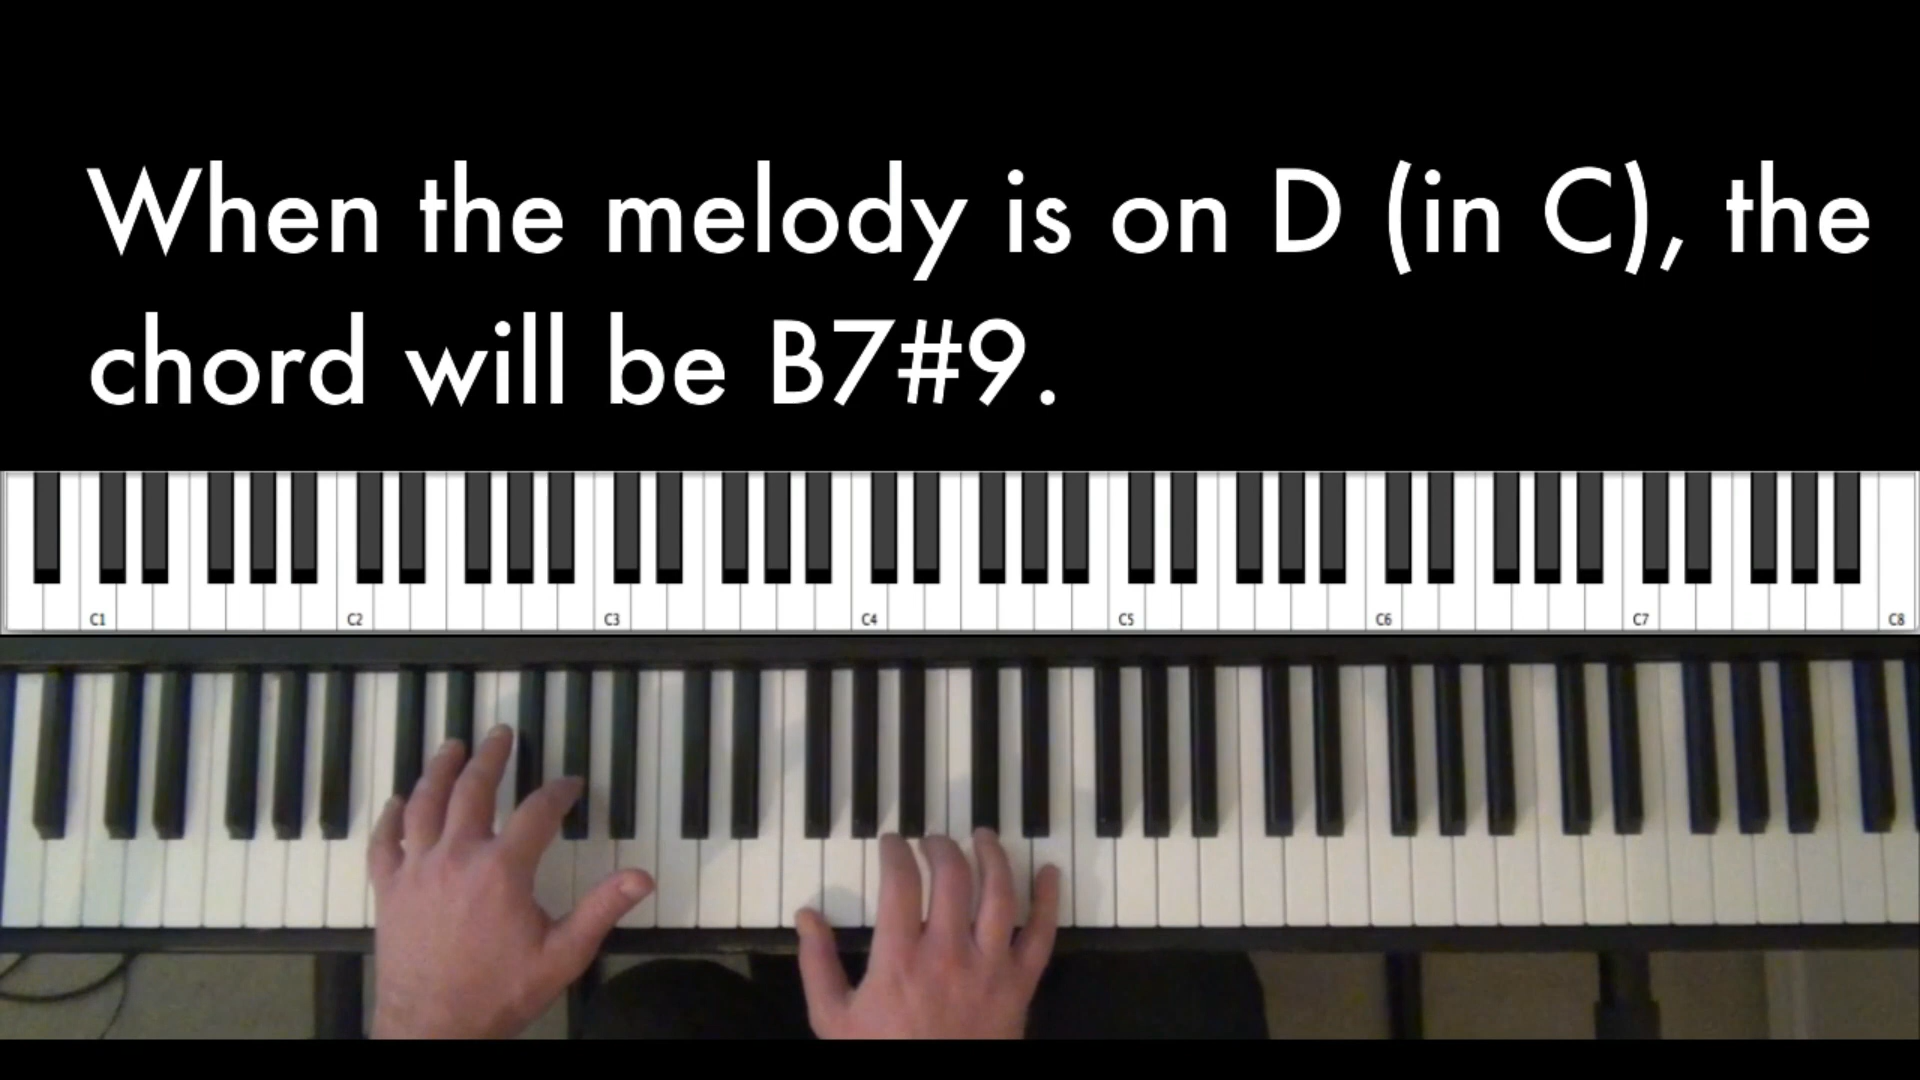 When the melody is on D (in C), the
chord will be B7#9.
C1 C2 C3 C4 C5 C6 C7 C8